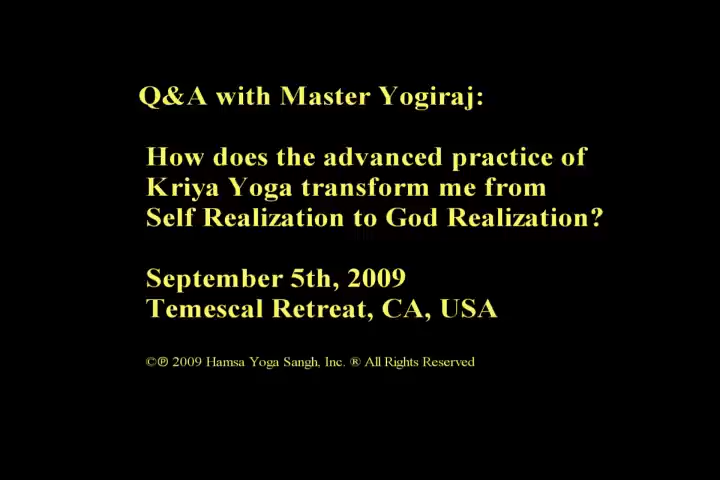 Q&A with Master Yogiraj:
How does the advanced practice of
Kriya Yoga transform me from
Self Realization to God Realization?
September 5th, 2009
Temescal Retreat, CA, USA
©℗ 2009 Hamsa Yoga Sangh, Inc. ® All Rights Reserved